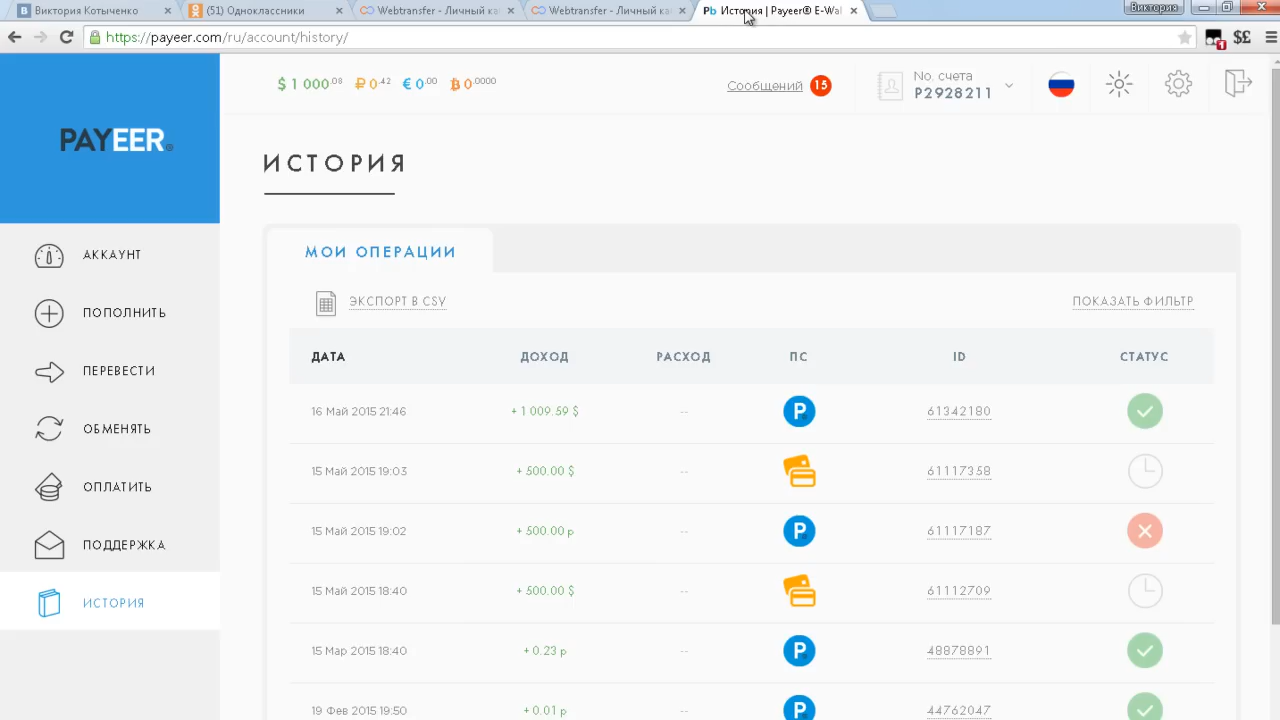 Виктория Котыченко
(51) Одноклассники
Webtransfer - Личный ка
Webtransfer - Личный ка
История | Payeer® E-Wal
Виктория
https://payeer.com/ru/account/history/
1
$£
$ 1 000.08 ₽ 0.42 € 0.00 ฿ 0.0000
Сообщений 15
No. счета
P2928211
PAYEER®
ИСТОРИЯ
АККАУНТ
ПОПОЛНИТЬ
ПЕРЕВЕСТИ
ОБМЕНЯТЬ
ОПЛАТИТЬ
ПОДДЕРЖКА
ИСТОРИЯ
МОИ ОПЕРАЦИИ
ЭКСПОРТ В CSV ПОКАЗАТЬ ФИЛЬТР
ДАТА ДОХОД РАСХОД ПС ID СТАТУС
16 Май 2015 21:46 + 1 009.59 $ -- P 61342180
15 Май 2015 19:03 + 500.00 $ -- 61117358
15 Май 2015 19:02 + 500.00 р -- P 61117187
15 Май 2015 18:40 + 500.00 $ -- 61112709
15 Мар 2015 18:40 + 0.23 р -- P 48878891
19 Фев 2015 19:50 + 0.01 р -- P 44762047